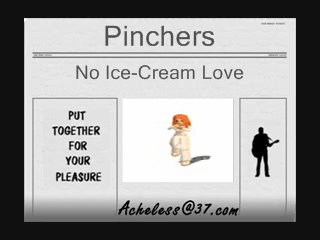 Pinchers
No Ice-Cream Love
PUT
TOGETHER
FOR
YOUR
PLEASURE
Acheless@37.com